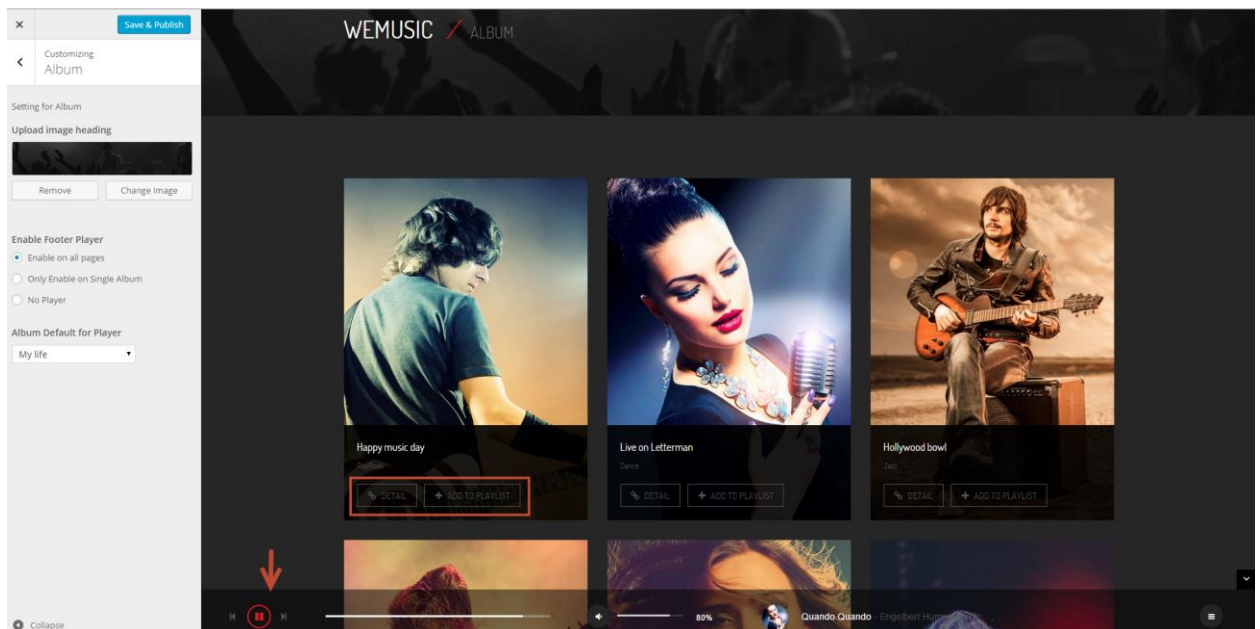 Save & Publish
Customizing
Album
Setting for Album
Upload image heading
Remove
Change Image
Enable Footer Player
Enable on all pages
Only Enable on Single Album
No Player
Album Default for Player
My life
Collapse
WEMUSIC / ALBUM
Happy music day
Pop,Rock
DETAIL
ADD TO PLAYLIST
Live on Letterman
Dance
DETAIL
ADD TO PLAYLIST
Hollywood bowl
Jazz
DETAIL
ADD TO PLAYLIST
80%
Quando Quando - Engelbert